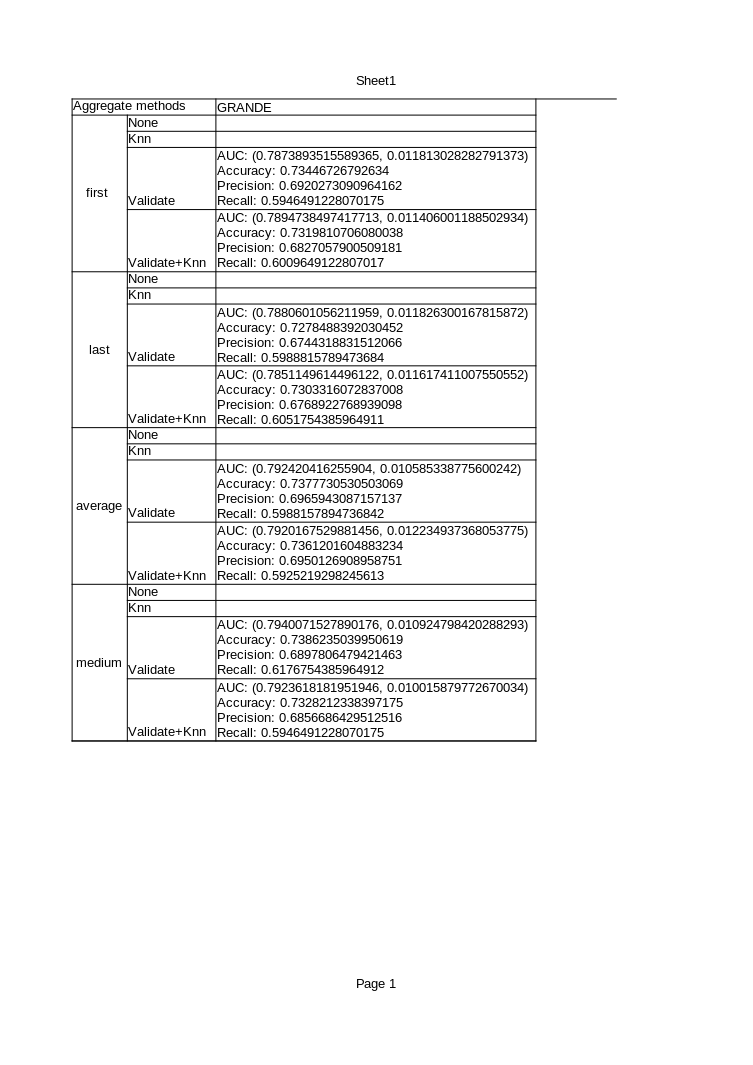 Sheet1
Aggregate methods GRANDE
first
None
Knn
Validate
AUC: (0.7873893515589365, 0.011813028282791373)
Accuracy: 0.73446726792634
Precision: 0.6920273090964162
Recall: 0.5946491228070175
Validate+Knn
AUC: (0.7894738497417713, 0.011406001188502934)
Accuracy: 0.7319810706080038
Precision: 0.6827057900509181
Recall: 0.6009649122807017
last
None
Knn
Validate
AUC: (0.7880601056211959, 0.011826300167815872)
Accuracy: 0.7278488392030452
Precision: 0.6744318831512066
Recall: 0.5988815789473684
Validate+Knn
AUC: (0.7851149614496122, 0.011617411007550552)
Accuracy: 0.7303316072837008
Precision: 0.6768922768939098
Recall: 0.6051754385964911
average
None
Knn
Validate
AUC: (0.792420416255904, 0.010585338775600242)
Accuracy: 0.7377730530503069
Precision: 0.6965943087157137
Recall: 0.5988157894736842
Validate+Knn
AUC: (0.7920167529881456, 0.012234937368053775)
Accuracy: 0.7361201604883234
Precision: 0.6950126908958751
Recall: 0.5925219298245613
medium
None
Knn
Validate
AUC: (0.7940071527890176, 0.010924798420288293)
Accuracy: 0.7386235039950619
Precision: 0.6897806479421463
Recall: 0.6176754385964912
Validate+Knn
AUC: (0.7923618181951946, 0.010015879772670034)
Accuracy: 0.7328212338397175
Precision: 0.6856686429512516
Recall: 0.5946491228070175
Page 1